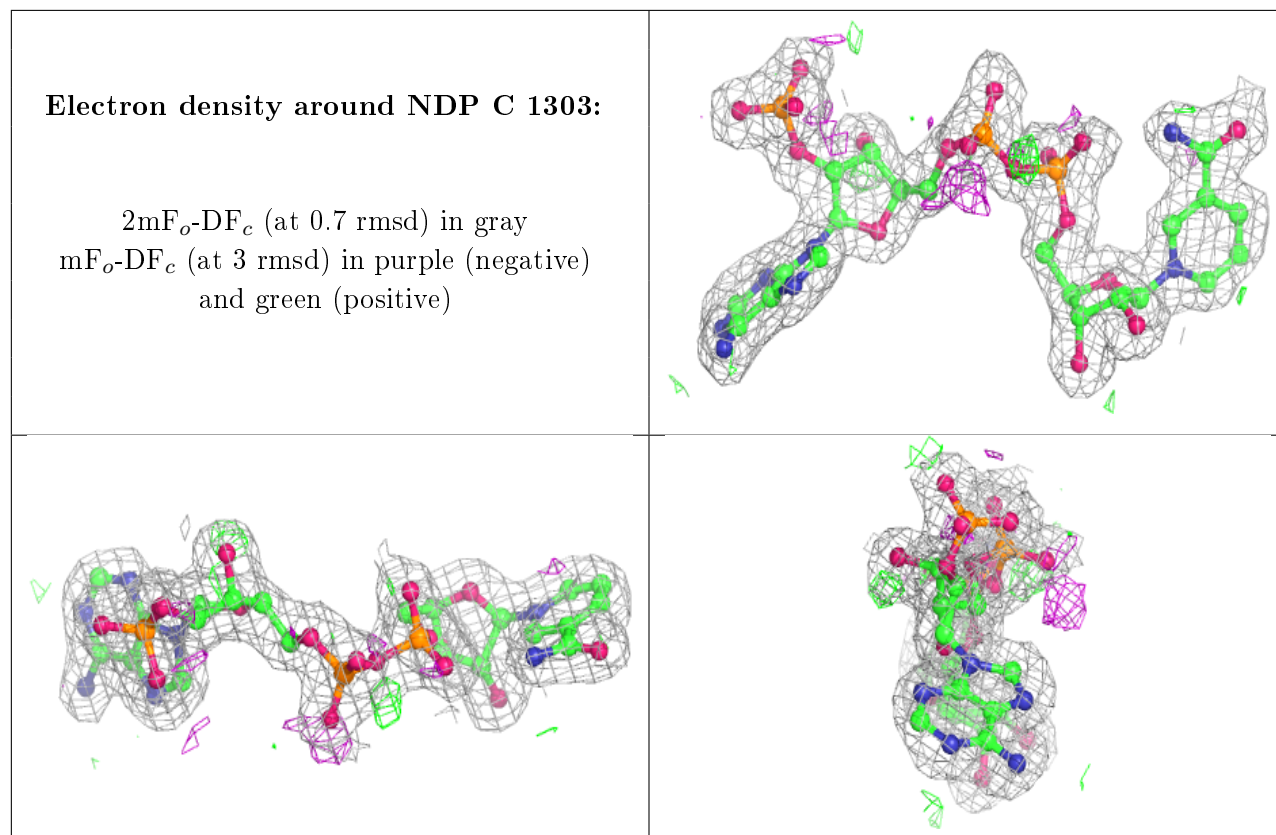 Electron density around NDP C 1303:
2mFₒ-DF𝒸 (at 0.7 rmsd) in gray
mFₒ-DF𝒸 (at 3 rmsd) in purple (negative)
and green (positive)